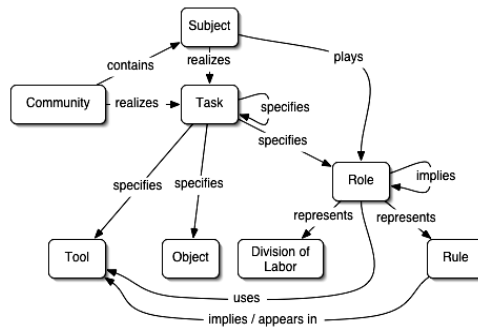 Subject
contains
realizes
plays
Community
realizes
Task
specifies
specifies
Role
implies
specifies
specifies
represents
represents
Tool
Object
Division of
Labor
Rule
uses
implies / appears in